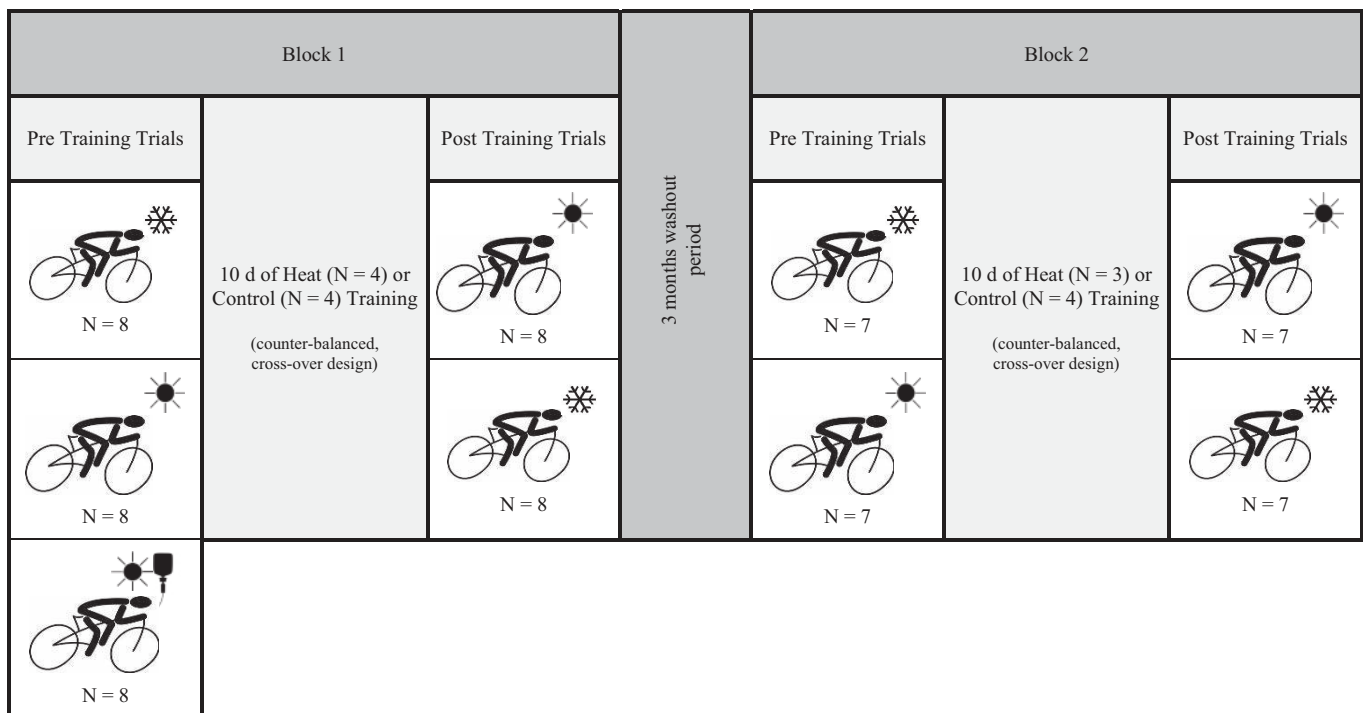 Block 1
Block 2
Pre Training Trials
Post Training Trials
Pre Training Trials
Post Training Trials
N = 8
10 d of Heat (N = 4) or
Control (N = 4) Training
(counter-balanced,
cross-over design)
N = 8
3 months washout
period
N = 7
10 d of Heat (N = 3) or
Control (N = 4) Training
(counter-balanced,
cross-over design)
N = 7
N = 8
N = 8
N = 7
N = 7
N = 8